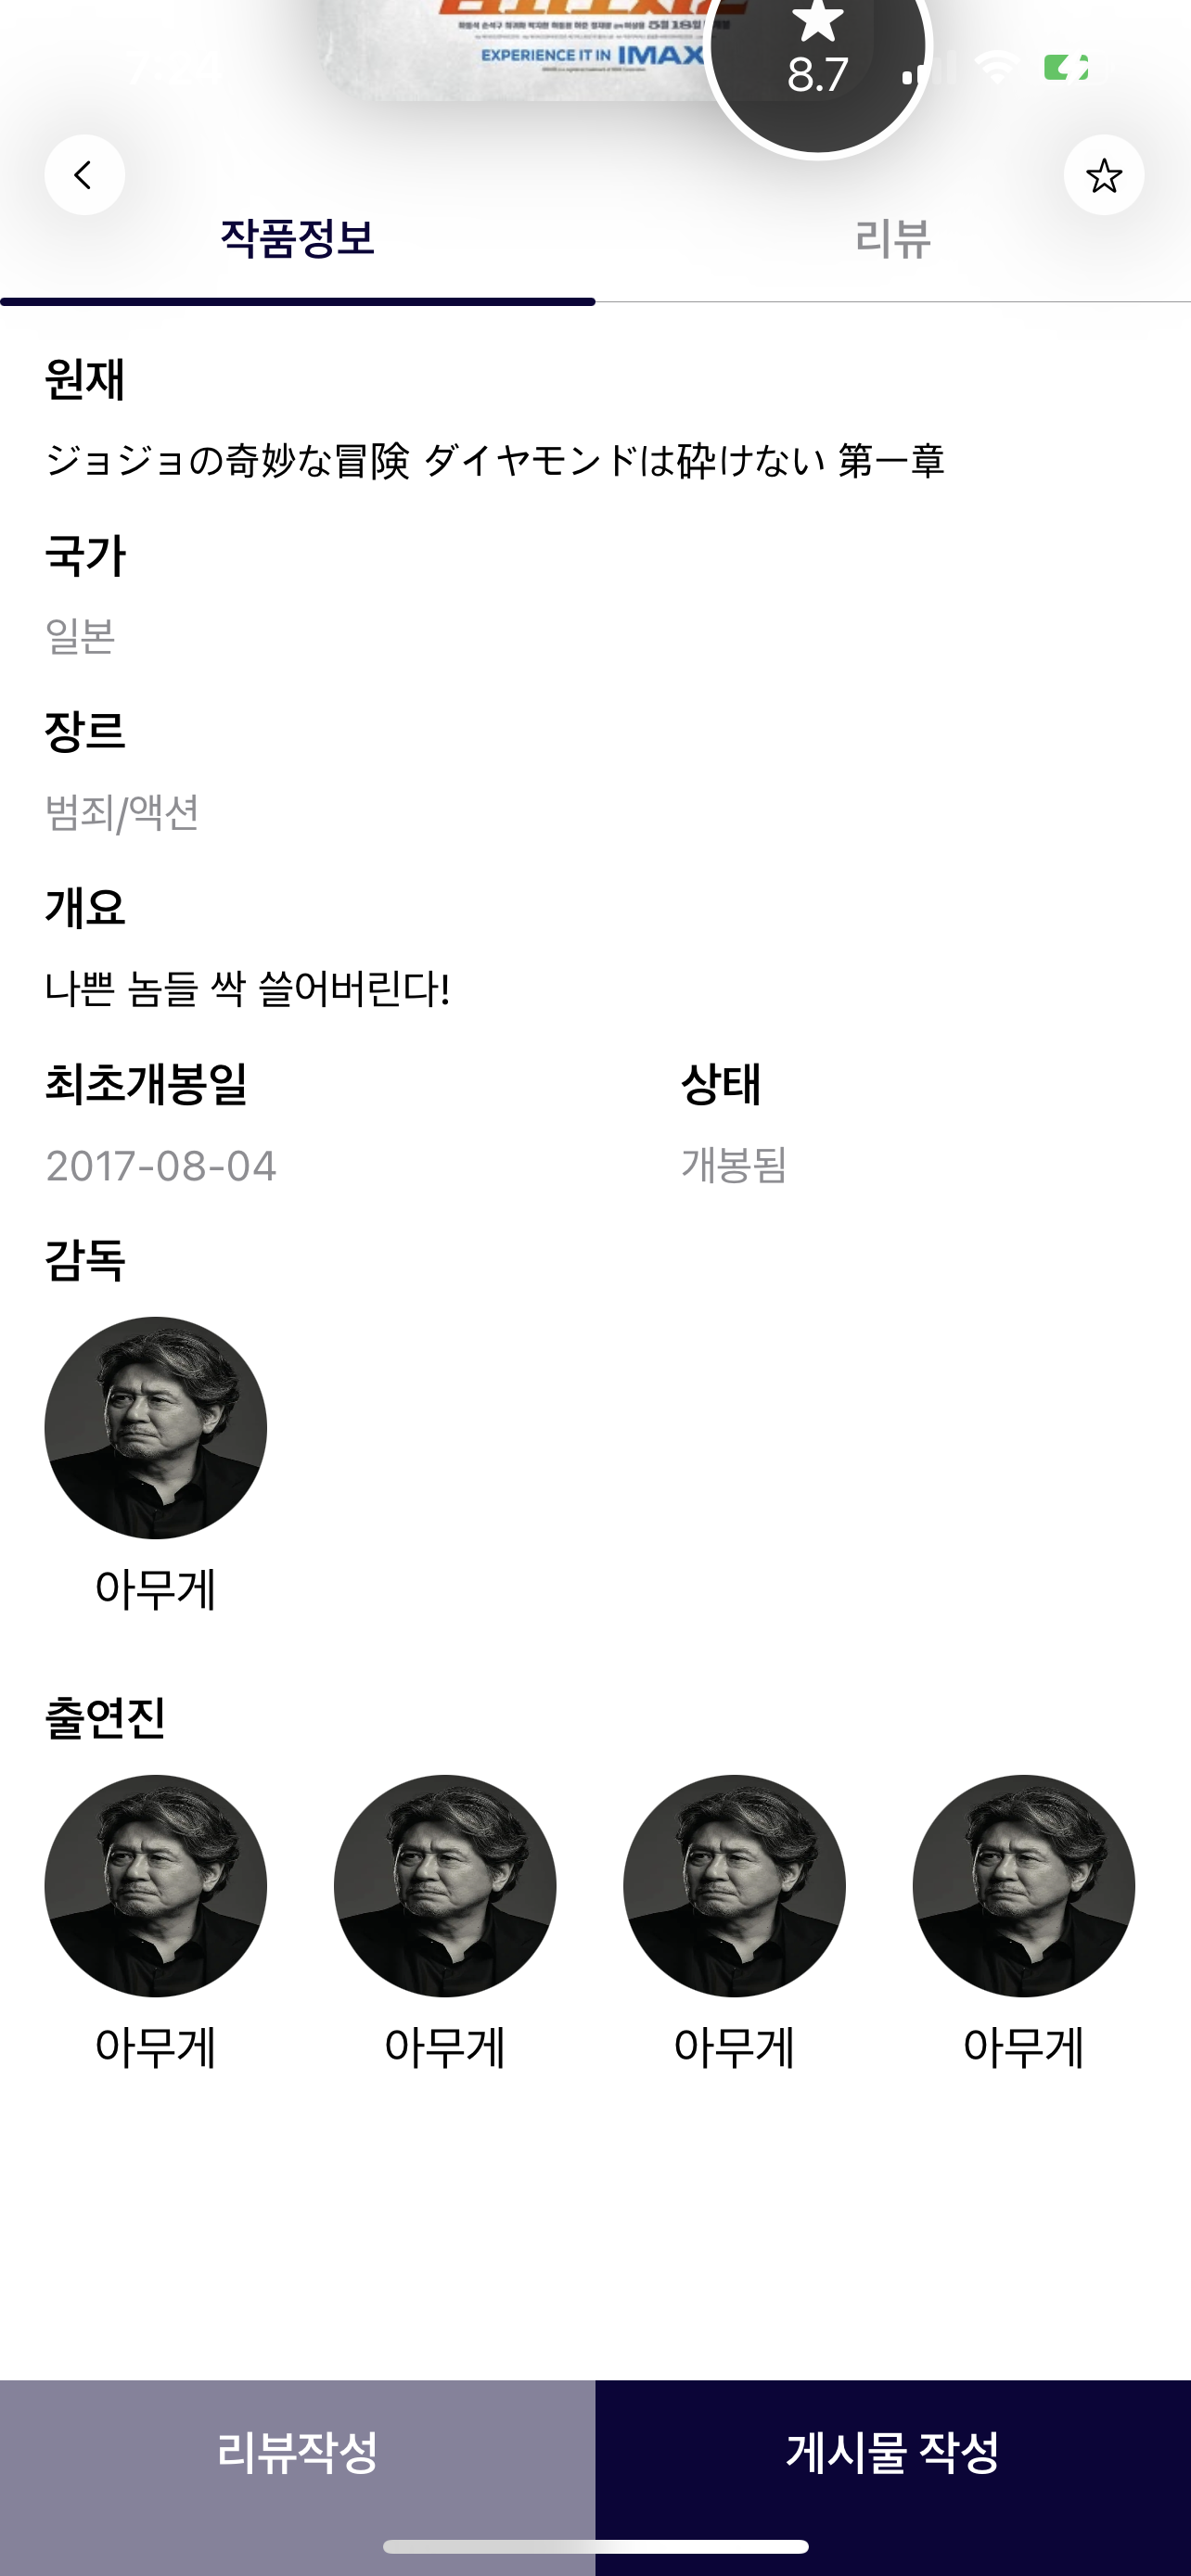 EXPERIENCE IT IN IMAX
8.7
작품정보
리뷰
원재
ジョジョの奇妙な冒険 ダイヤモンドは砕けない 第一章
국가
일본
장르
범죄/액션
개요
나쁜 놈들 싹 쓸어버린다!
최초개봉일
상태
2017-08-04
개봉됨
감독
아무게
출연진
아무게
아무게
아무게
아무게
리뷰작성
게시물 작성